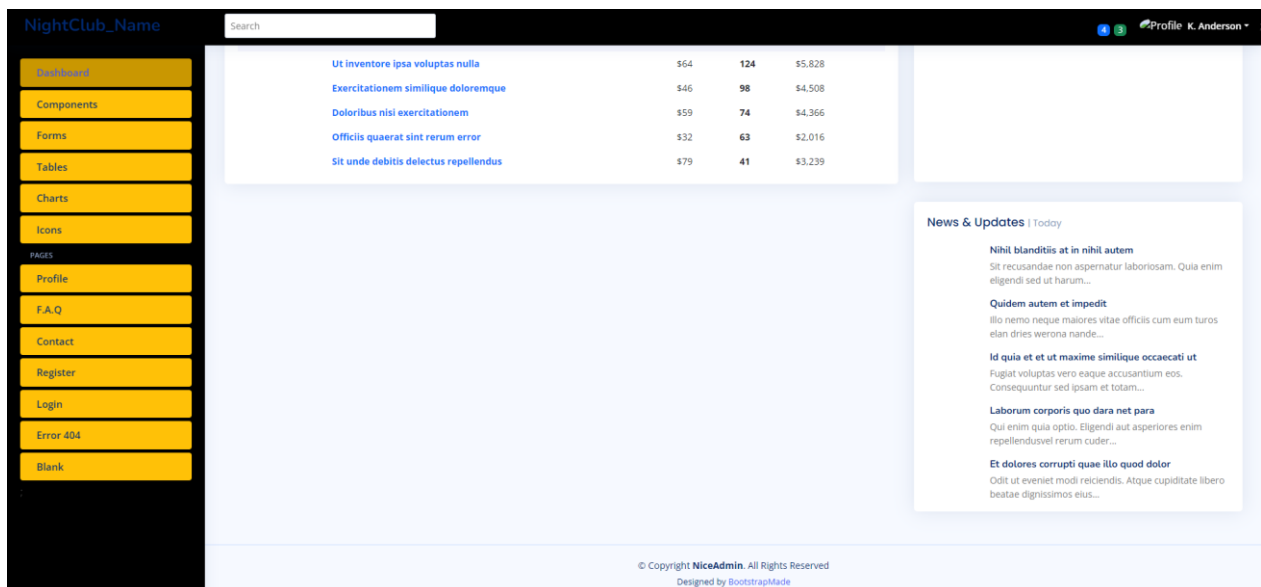 NightClub_Name
Search
4 3 Profile K. Anderson
Dashboard
Components
Forms
Tables
Charts
Icons
PAGES
Profile
F.A.Q
Contact
Register
Login
Error 404
Blank
;
Ut inventore ipsa voluptas nulla $64 124 $5,828
Exercitationem similique doloremque $46 98 $4,508
Doloribus nisi exercitationem $59 74 $4,366
Officiis quaerat sint rerum error $32 63 $2,016
Sit unde debitis delectus repellendus $79 41 $3,239
News & Updates | Today
Nihil blanditiis at in nihil autem
Sit recusandae non aspernatur laboriosam. Quia enim
eligendi sed ut harum...
Quidem autem et impedit
Illo nemo neque maiores vitae officiis cum eum turos
elan dries werona nande...
Id quia et et ut maxime similique occaecati ut
Fugiat voluptas vero eaque accusantium eos.
Consequuntur sed ipsam et totam...
Laborum corporis quo dara net para
Qui enim quia optio. Eligendi aut asperiores enim
repellendusvel rerum cuder...
Et dolores corrupti quae illo quod dolor
Odit ut eveniet modi reiciendis. Atque cupiditate libero
beatae dignissimos eius...
© Copyright NiceAdmin. All Rights Reserved
Designed by BootstrapMade